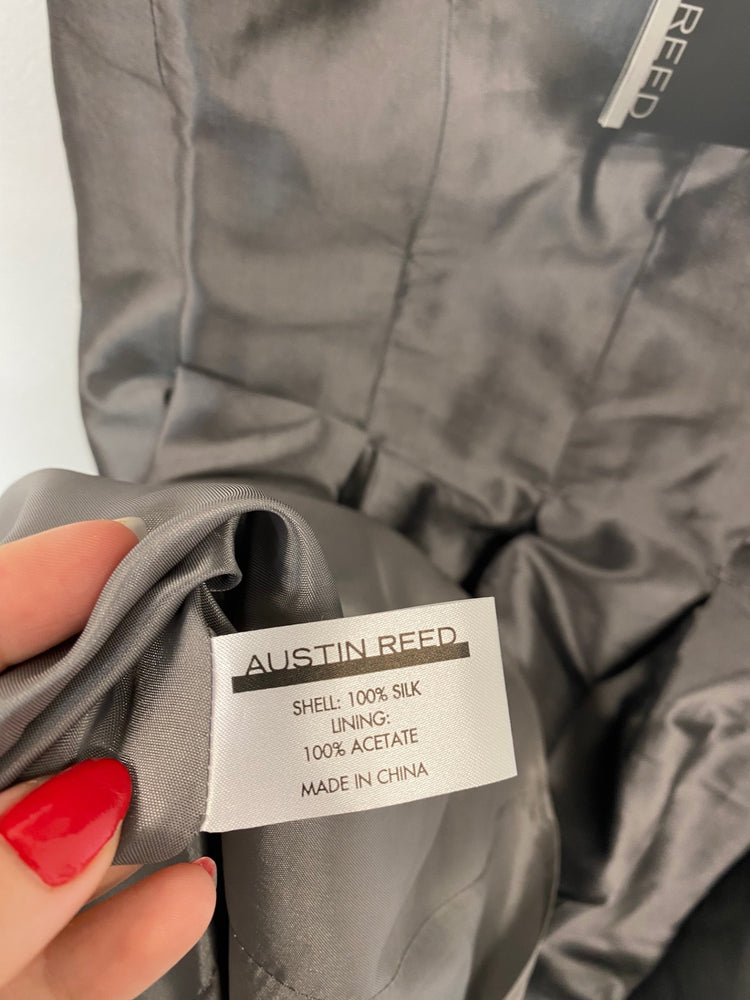 REED
AUSTIN REED
SHELL: 100% SILK
LINING:
100% ACETATE
MADE IN CHINA